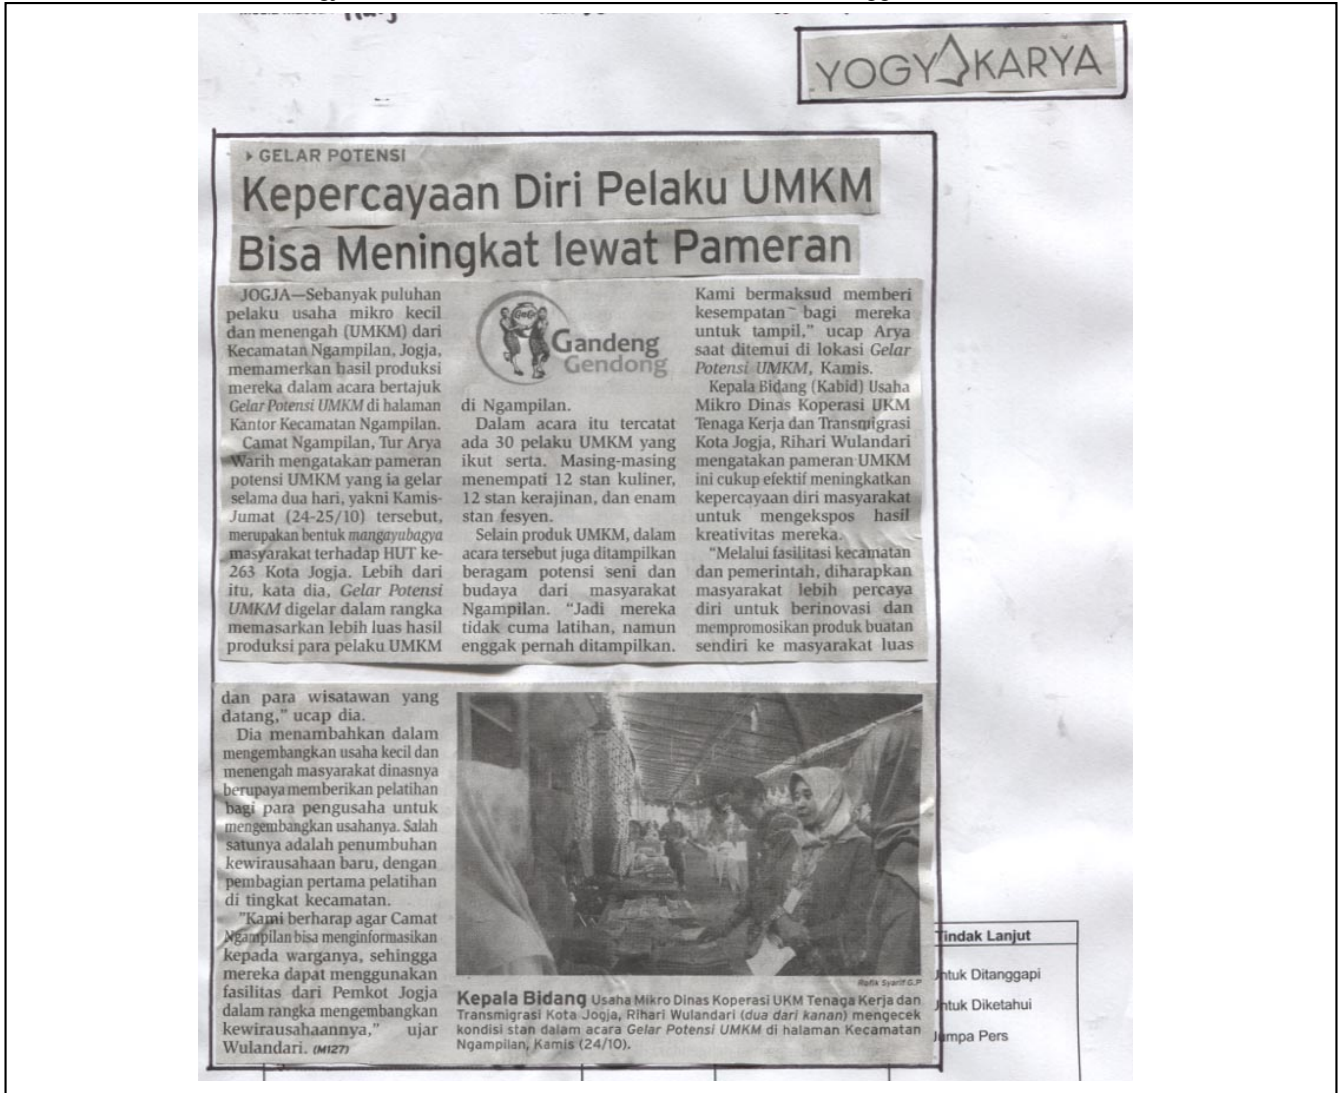 YOGYAKARYA
GELAR POTENSI
Kepercayaan Diri Pelaku UMKM
Bisa Meningkat lewat Pameran
JOGJA—Sebanyak puluhan
pelaku usaha mikro kecil
dan menengah (UMKM) dari
Kecamatan Ngampilan, Jogja,
memamerkan hasil produksi
mereka dalam acara bertajuk
Gelar Potensi UMKM di halaman
Kantor Kecamatan Ngampilan.
Camat Ngampilan, Tur Arya
Warih mengatakan pameran
potensi UMKM yang ia gelar
selama dua hari, yakni Kamis-
Jumat (24-25/10) tersebut,
merupakan bentuk mangayubagya
masyarakat terhadap HUT ke-
263 Kota Jogja. Lebih dari
itu, kata dia, Gelar Potensi
UMKM digelar dalam rangka
memasarkan lebih luas hasil
produksi para pelaku UMKM
GaGe
Gandeng
Gendong
di Ngampilan.
Dalam acara itu tercatat
ada 30 pelaku UMKM yang
ikut serta. Masing-masing
menempati 12 stan kuliner,
12 stan kerajinan, dan enam
stan fesyen.
Selain produk UMKM, dalam
acara tersebut juga ditampilkan
beragam potensi seni dan
budaya dari masyarakat
Ngampilan. "Jadi mereka
tidak cuma latihan, namun
enggak pernah ditampilkan.
Kami bermaksud memberi
kesempatan bagi mereka
untuk tampil," ucap Arya
saat ditemui di lokasi Gelar
Potensi UMKM, Kamis.
Kepala Bidang (Kabid) Usaha
Mikro Dinas Koperasi UKM
Tenaga Kerja dan Transmigrasi
Kota Jogja, Rihari Wulandari
mengatakan pameran UMKM
ini cukup efektif meningkatkan
kepercayaan diri masyarakat
untuk mengekspos hasil
kreativitas mereka.
"Melalui fasilitasi kecamatan
dan pemerintah, diharapkan
masyarakat lebih percaya
diri untuk berinovasi dan
mempromosikan produk buatan
sendiri ke masyarakat luas
dan para wisatawan yang
datang," ucap dia.
Dia menambahkan dalam
mengembangkan usaha kecil dan
menengah masyarakat dinasnya
berupaya memberikan pelatihan
bagi para pengusaha untuk
mengembangkan usahanya. Salah
satunya adalah penumbuhan
kewirausahaan baru, dengan
pembagian pertama pelatihan
di tingkat kecamatan.
"Kami berharap agar Camat
Ngampilan bisa menginformasikan
kepada warganya, sehingga
mereka dapat menggunakan
fasilitas dari Pemkot Jogja
dalam rangka mengembangkan
kewirausahaannya," ujar
Wulandari. (M127)
Rafik Syarif G.P
Kepala Bidang Usaha Mikro Dinas Koperasi UKM Tenaga Kerja dan
Transmigrasi Kota Jogja, Rihari Wulandari (dua dari kanan) mengecek
kondisi stan dalam acara Gelar Potensi UMKM di halaman Kecamatan
Ngampilan, Kamis (24/10).
Tindak Lanjut
Untuk Ditanggapi
Untuk Diketahui
Jumpa Pers